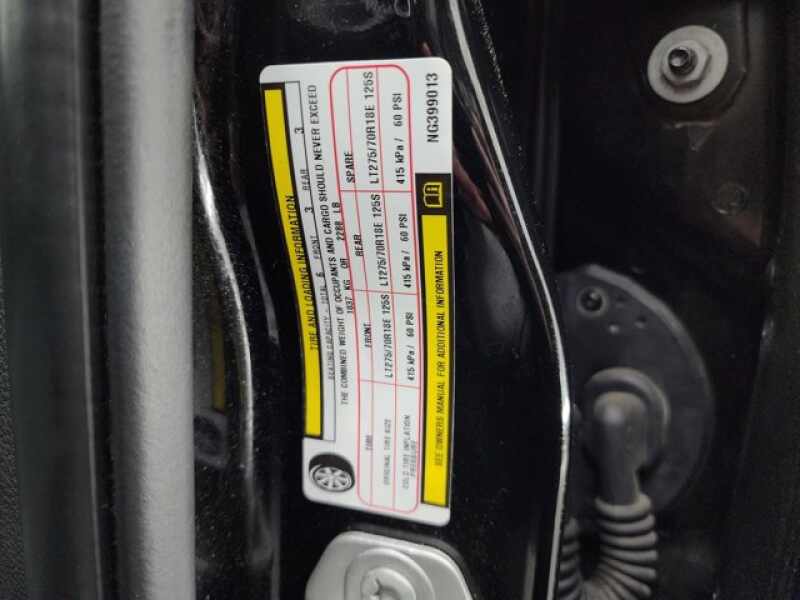 TIRE AND LOADING INFORMATION
SEATING CAPACITY - TOTAL 6 FRONT 3 REAR 3
THE COMBINED WEIGHT OF OCCUPANTS AND CARGO SHOULD NEVER EXCEED
1037 KG OR 2288 LB
TIRE FRONT REAR SPARE
ORIGINAL TIRE SIZE LT275/70R18E 125S LT275/70R18E 125S LT275/70R18E 125S
COLD TIRE INFLATION PRESSURE 415 kPa/ 60 PSI 415 kPa/ 60 PSI 415 kPa/ 60 PSI
SEE OWNERS MANUAL FOR ADDITIONAL INFORMATION
NG399013